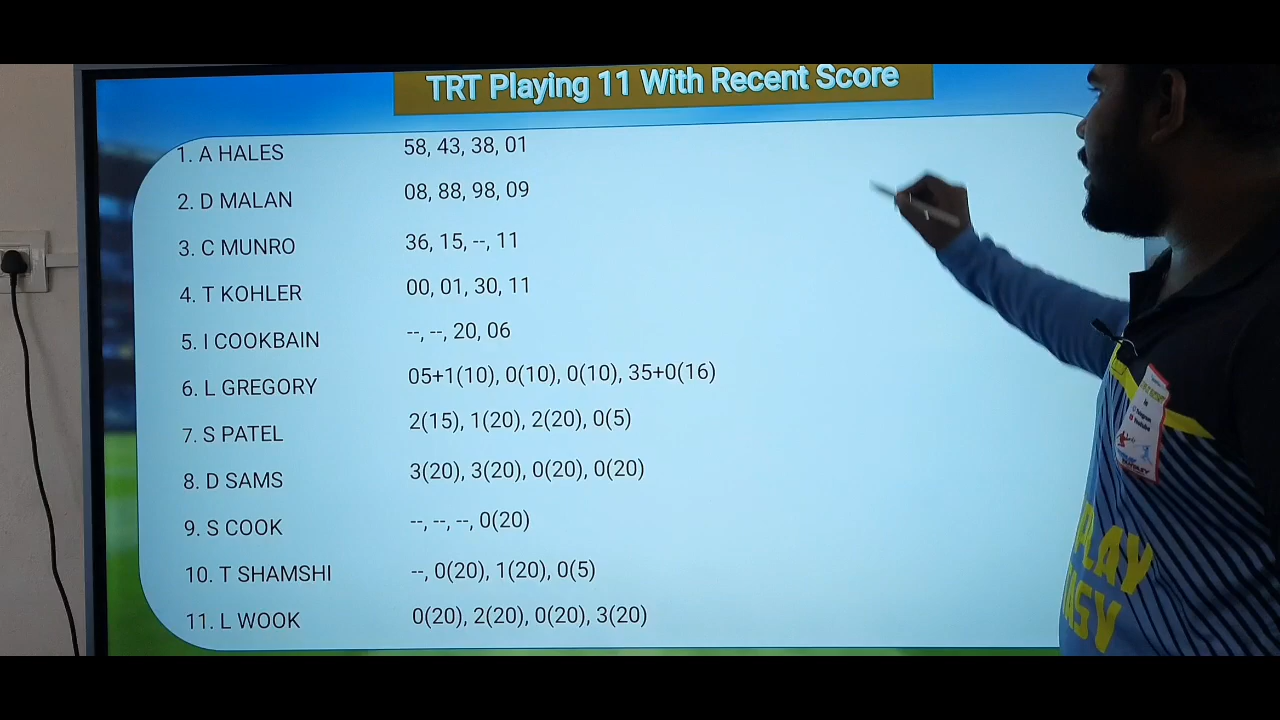 TRT Playing 11 With Recent Score
1. A HALES 58, 43, 38, 01
2. D MALAN 08, 88, 98, 09
3. C MUNRO 36, 15, --, 11
4. T KOHLER 00, 01, 30, 11
5. I COOKBAIN --, --, 20, 06
6. L GREGORY 05+1(10), 0(10), 0(10), 35+0(16)
7. S PATEL 2(15), 1(20), 2(20), 0(5)
8. D SAMS 3(20), 3(20), 0(20), 0(20)
9. S COOK --, --, --, 0(20)
10. T SHAMSHI --, 0(20), 1(20), 0(5)
11. L WOOK 0(20), 2(20), 0(20), 3(20)
PLAY